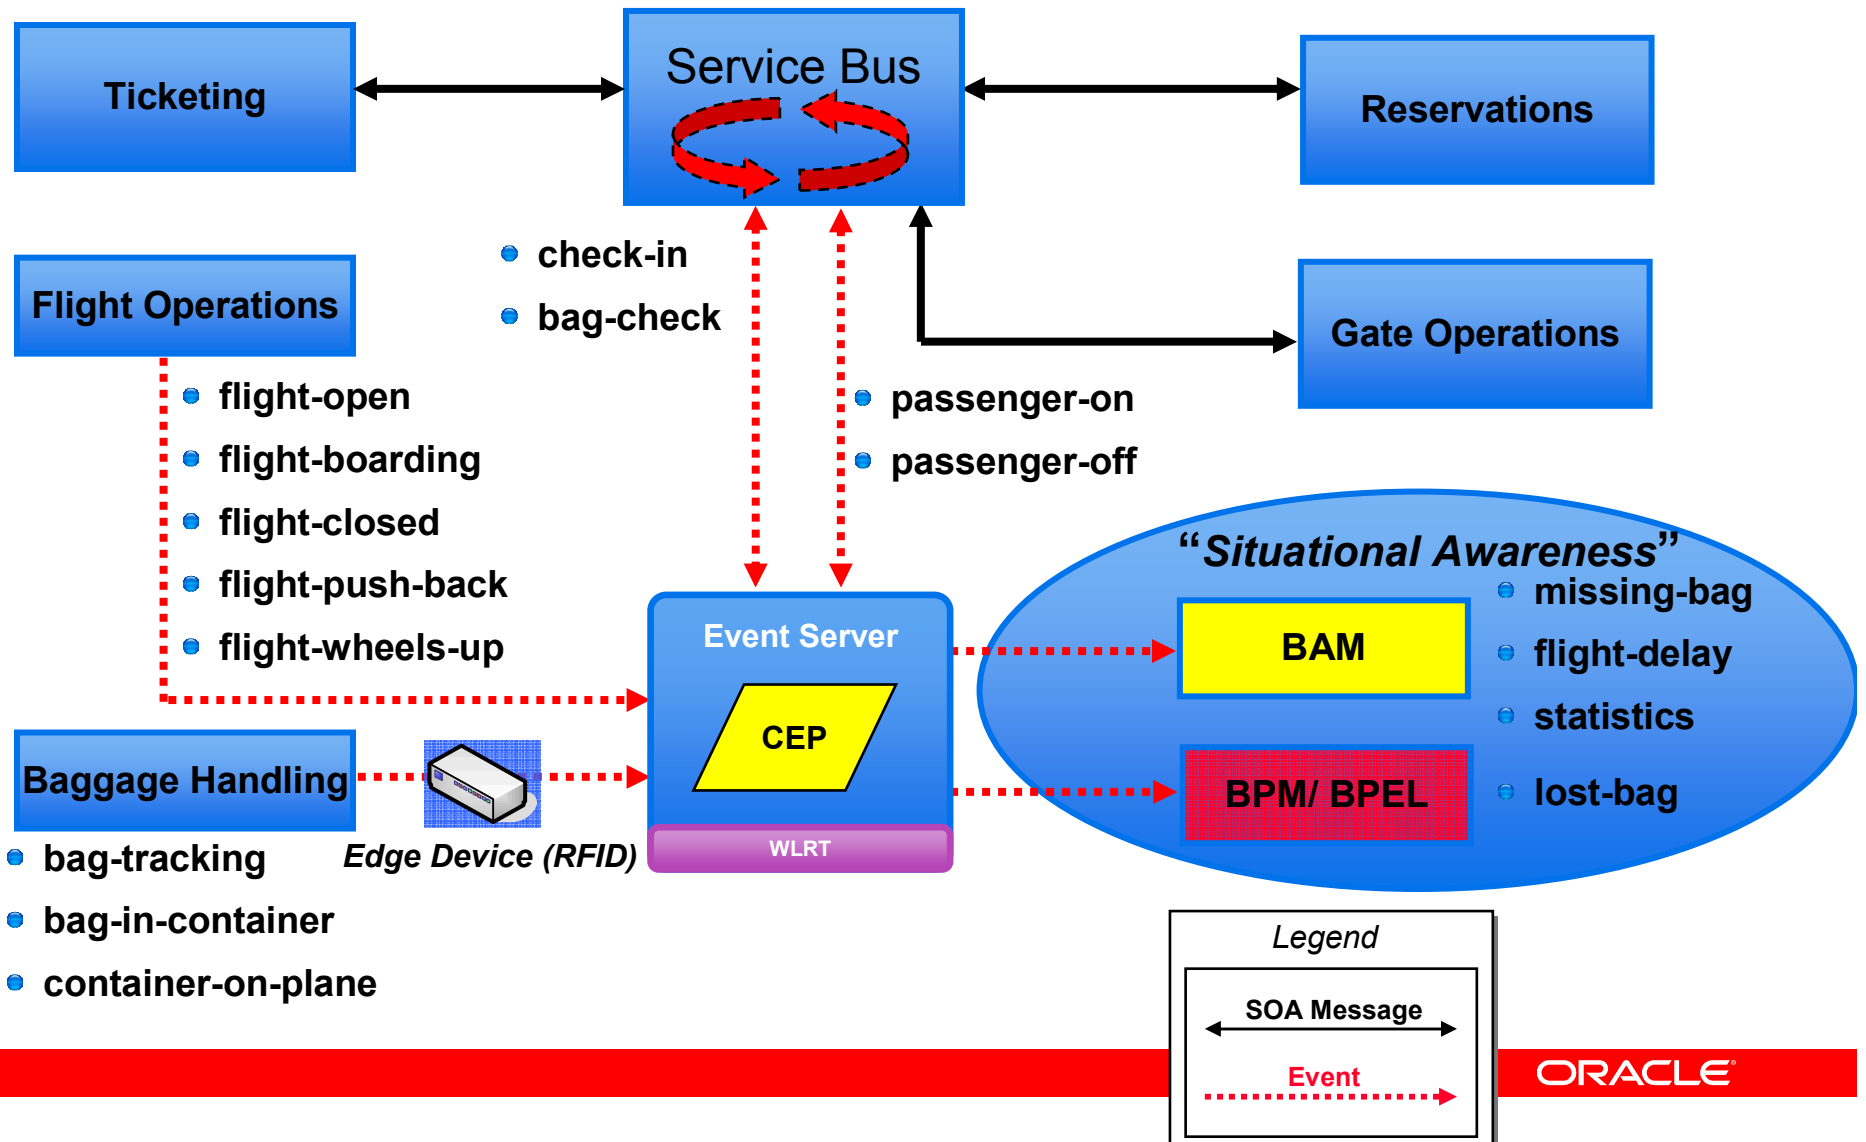 Ticketing
Service Bus
Reservations
Flight Operations
check-in
bag-check
Gate Operations
flight-open
flight-boarding
flight-closed
flight-push-back
flight-wheels-up
passenger-on
passenger-off
“Situational Awareness”
missing-bag
flight-delay
statistics
lost-bag
Event Server
CEP
WLRT
BAM
BPM/ BPEL
Baggage Handling
Edge Device (RFID)
bag-tracking
bag-in-container
container-on-plane
Legend
SOA Message
Event
ORACLE®